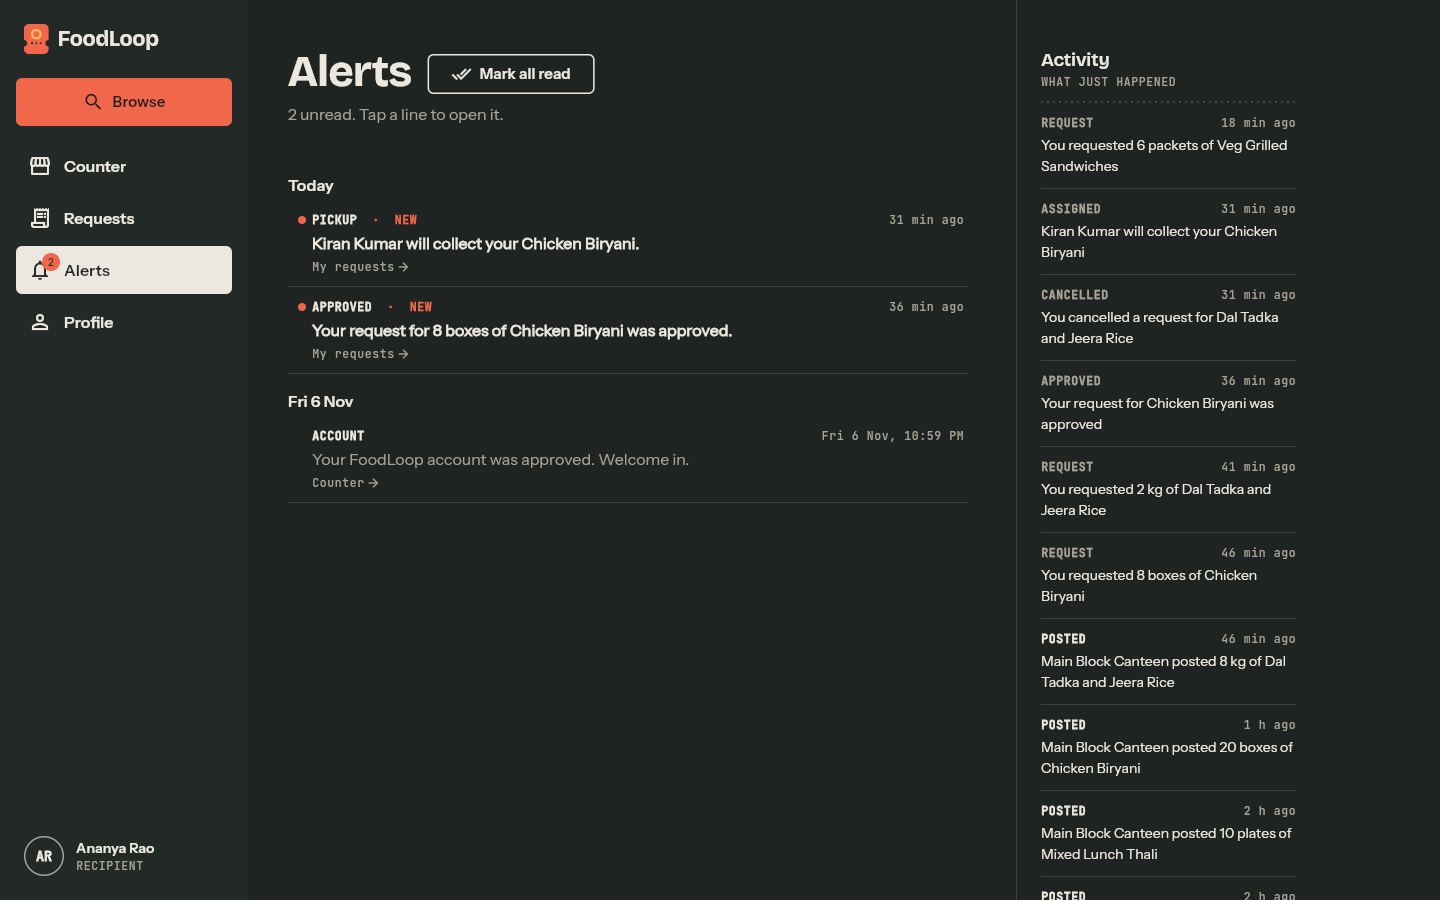 FoodLoop
Browse
Counter
Requests
2
Alerts
Profile
AR
Ananya Rao
RECIPIENT
Alerts
Mark all read
2 unread. Tap a line to open it.
Today
PICKUP · NEW 31 min ago
Kiran Kumar will collect your Chicken Biryani.
My requests →
APPROVED · NEW 36 min ago
Your request for 8 boxes of Chicken Biryani was approved.
My requests →
Fri 6 Nov
ACCOUNT Fri 6 Nov, 10:59 PM
Your FoodLoop account was approved. Welcome in.
Counter →
Activity
WHAT JUST HAPPENED
REQUEST 18 min ago
You requested 6 packets of Veg Grilled
Sandwiches
ASSIGNED 31 min ago
Kiran Kumar will collect your Chicken
Biryani
CANCELLED 31 min ago
You cancelled a request for Dal Tadka
and Jeera Rice
APPROVED 36 min ago
Your request for Chicken Biryani was
approved
REQUEST 41 min ago
You requested 2 kg of Dal Tadka and
Jeera Rice
REQUEST 46 min ago
You requested 8 boxes of Chicken
Biryani
POSTED 46 min ago
Main Block Canteen posted 8 kg of Dal
Tadka and Jeera Rice
POSTED 1 h ago
Main Block Canteen posted 20 boxes of
Chicken Biryani
POSTED 2 h ago
Main Block Canteen posted 10 plates of
Mixed Lunch Thali
POSTED 2 h ago